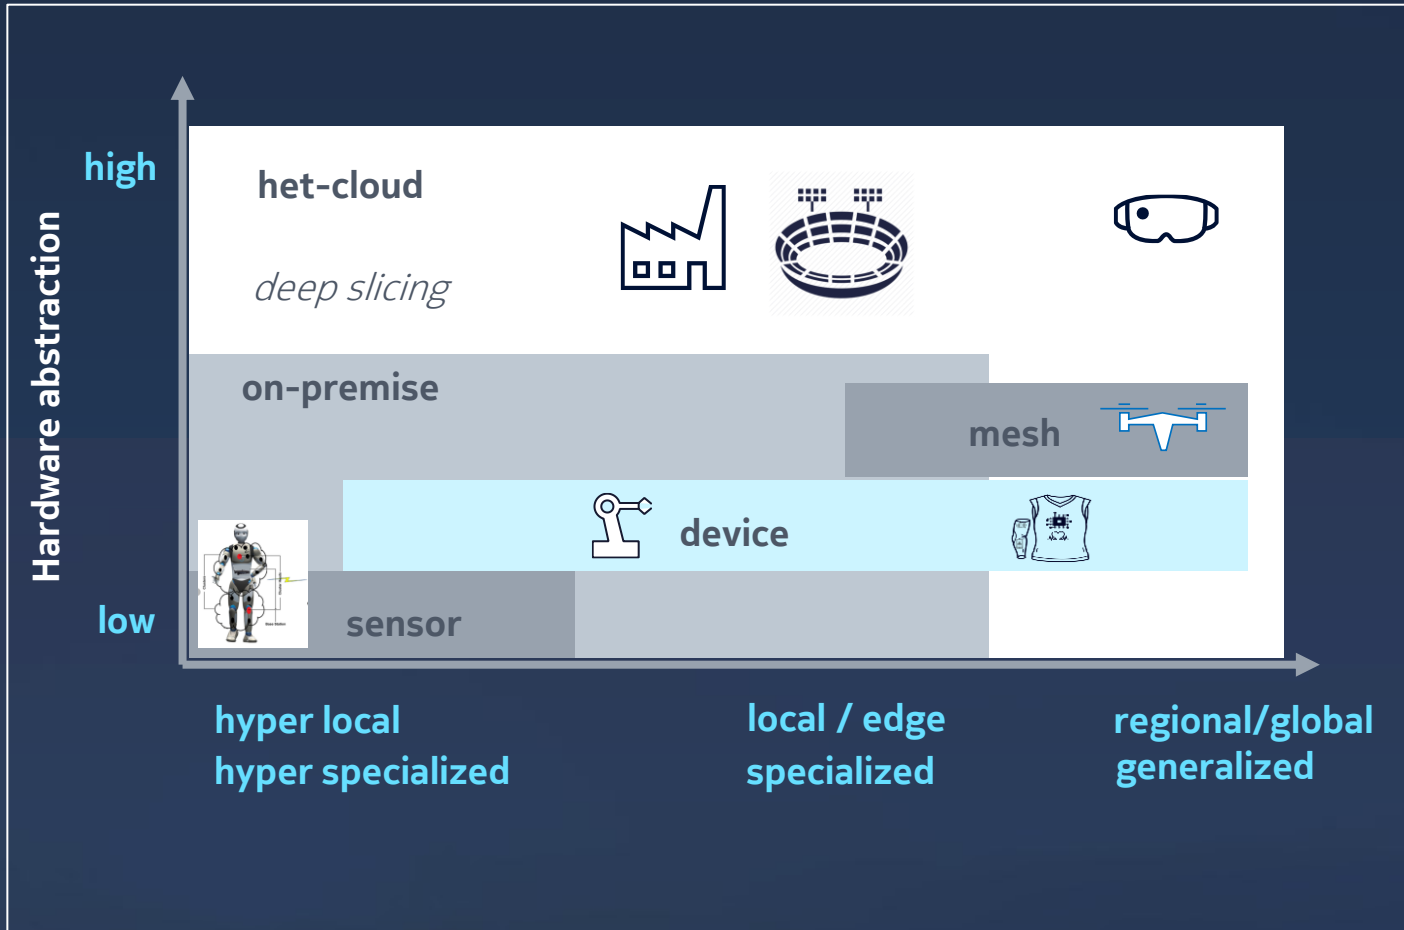 high
het-cloud
deep slicing
Hardware abstraction
on-premise
mesh
device
sensor
low
hyper local
hyper specialized
local / edge
specialized
regional/global
generalized